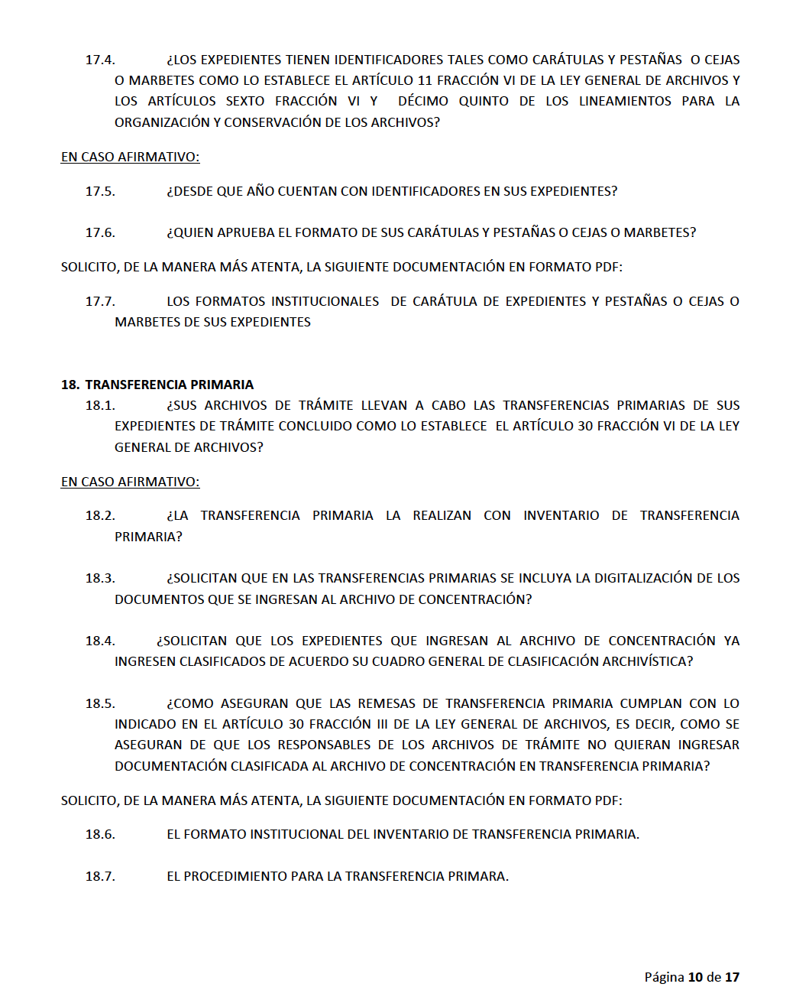 17.4. ¿LOS EXPEDIENTES TIENEN IDENTIFICADORES TALES COMO CARÁTULAS Y PESTAÑAS O CEJAS
O MARBETES COMO LO ESTABLECE EL ARTÍCULO 11 FRACCIÓN VI DE LA LEY GENERAL DE ARCHIVOS Y
LOS ARTÍCULOS SEXTO FRACCIÓN VI Y DÉCIMO QUINTO DE LOS LINEAMIENTOS PARA LA
ORGANIZACIÓN Y CONSERVACIÓN DE LOS ARCHIVOS?
EN CASO AFIRMATIVO:
17.5. ¿DESDE QUE AÑO CUENTAN CON IDENTIFICADORES EN SUS EXPEDIENTES?
17.6. ¿QUIEN APRUEBA EL FORMATO DE SUS CARÁTULAS Y PESTAÑAS O CEJAS O MARBETES?
SOLICITO, DE LA MANERA MÁS ATENTA, LA SIGUIENTE DOCUMENTACIÓN EN FORMATO PDF:
17.7. LOS FORMATOS INSTITUCIONALES DE CARÁTULA DE EXPEDIENTES Y PESTAÑAS O CEJAS O
MARBETES DE SUS EXPEDIENTES
18. TRANSFERENCIA PRIMARIA
18.1. ¿SUS ARCHIVOS DE TRÁMITE LLEVAN A CABO LAS TRANSFERENCIAS PRIMARIAS DE SUS
EXPEDIENTES DE TRÁMITE CONCLUIDO COMO LO ESTABLECE EL ARTÍCULO 30 FRACCIÓN VI DE LA LEY
GENERAL DE ARCHIVOS?
EN CASO AFIRMATIVO:
18.2. ¿LA TRANSFERENCIA PRIMARIA LA REALIZAN CON INVENTARIO DE TRANSFERENCIA
PRIMARIA?
18.3. ¿SOLICITAN QUE EN LAS TRANSFERENCIAS PRIMARIAS SE INCLUYA LA DIGITALIZACIÓN DE LOS
DOCUMENTOS QUE SE INGRESAN AL ARCHIVO DE CONCENTRACIÓN?
18.4. ¿SOLICITAN QUE LOS EXPEDIENTES QUE INGRESAN AL ARCHIVO DE CONCENTRACIÓN YA
INGRESEN CLASIFICADOS DE ACUERDO SU CUADRO GENERAL DE CLASIFICACIÓN ARCHIVÍSTICA?
18.5. ¿COMO ASEGURAN QUE LAS REMESAS DE TRANSFERENCIA PRIMARIA CUMPLAN CON LO
INDICADO EN EL ARTÍCULO 30 FRACCIÓN III DE LA LEY GENERAL DE ARCHIVOS, ES DECIR, COMO SE
ASEGURAN DE QUE LOS RESPONSABLES DE LOS ARCHIVOS DE TRÁMITE NO QUIERAN INGRESAR
DOCUMENTACIÓN CLASIFICADA AL ARCHIVO DE CONCENTRACIÓN EN TRANSFERENCIA PRIMARIA?
SOLICITO, DE LA MANERA MÁS ATENTA, LA SIGUIENTE DOCUMENTACIÓN EN FORMATO PDF:
18.6. EL FORMATO INSTITUCIONAL DEL INVENTARIO DE TRANSFERENCIA PRIMARIA.
18.7. EL PROCEDIMIENTO PARA LA TRANSFERENCIA PRIMARA.
Página 10 de 17